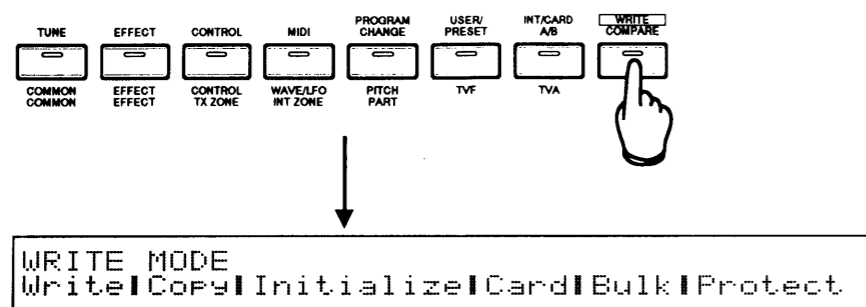 TUNE EFFECT CONTROL MIDI PROGRAM CHANGE USER/ PRESET INT/CARD A/B WRITE COMPARE
COMMON EFFECT CONTROL WAVE/LFO PITCH TVF TVA
COMMON EFFECT TX ZONE INT ZONE PART
WRITE MODE
Write Copy Initialize Card Bulk Protect